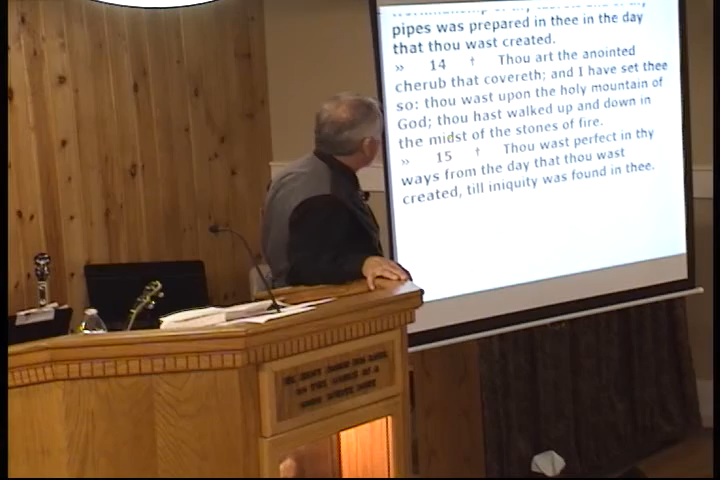 pipes was prepared in thee in the day
that thou wast created.
» 14 † Thou art the anointed
cherub that covereth; and I have set thee
so: thou wast upon the holy mountain of
God; thou hast walked up and down in
the midst of the stones of fire.
» 15 † Thou wast perfect in thy
ways from the day that thou wast
created, till iniquity was found in thee.